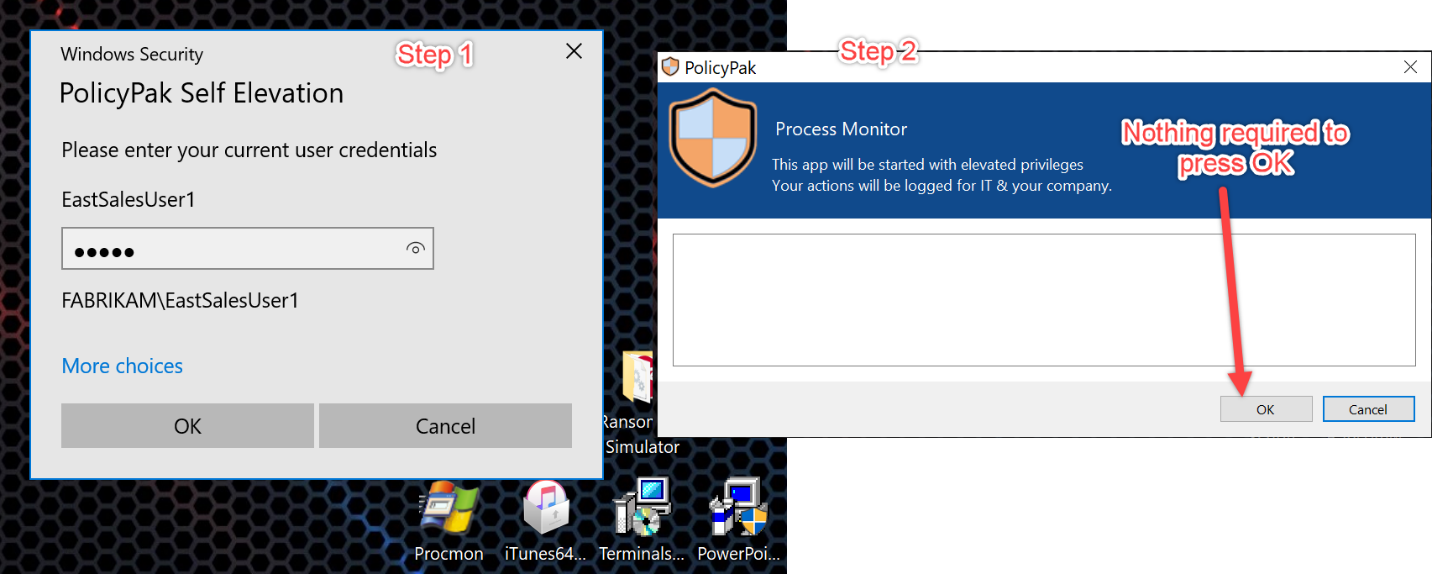 Windows Security
Step 1
PolicyPak Self Elevation
Please enter your current user credentials
EastSalesUser1
●●●●●
FABRIKAM\EastSalesUser1
More choices
OK
Cancel
Ransor
Simulator
Procmon
iTunes64...
Terminals...
PowerPoi...
Step 2
PolicyPak
Process Monitor
This app will be started with elevated privileges
Your actions will be logged for IT & your company.
Nothing required to
press OK
OK
Cancel